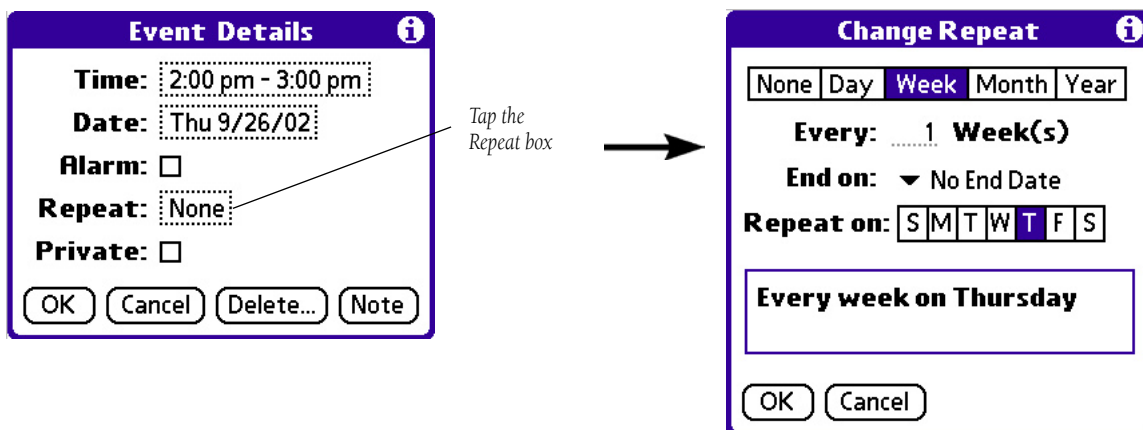 Event Details i
Time: 2:00 pm - 3:00 pm
Date: Thu 9/26/02
Alarm:
Repeat: None
Private:
OK Cancel Delete... Note
Tap the
Repeat box
Change Repeat i
None Day Week Month Year
Every: 1 Week(s)
End on: No End Date
Repeat on: S M T W T F S
Every week on Thursday
OK Cancel